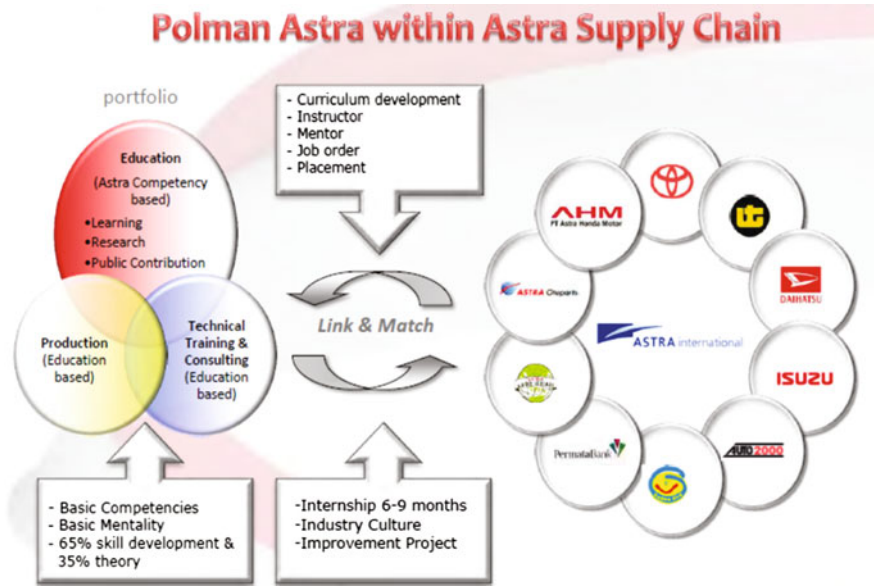 Polman Astra within Astra Supply Chain
portfolio
Education
(Astra Competency
based)
•Learning
•Research
•Public Contribution
Production
(Education
based)
Technical
Training &
Consulting
(Education
based)
- Curriculum development
- Instructor
- Mentor
- Job order
- Placement
Link & Match
- Basic Competencies
- Basic Mentality
- 65% skill development &
35% theory
-Internship 6-9 months
-Industry Culture
-Improvement Project
AHM
PT Astra Honda Motor
UT
DAIHATSU
ISUZU
AUTO2000
PermataBank
ASTRA Otoparts
ASTRA international